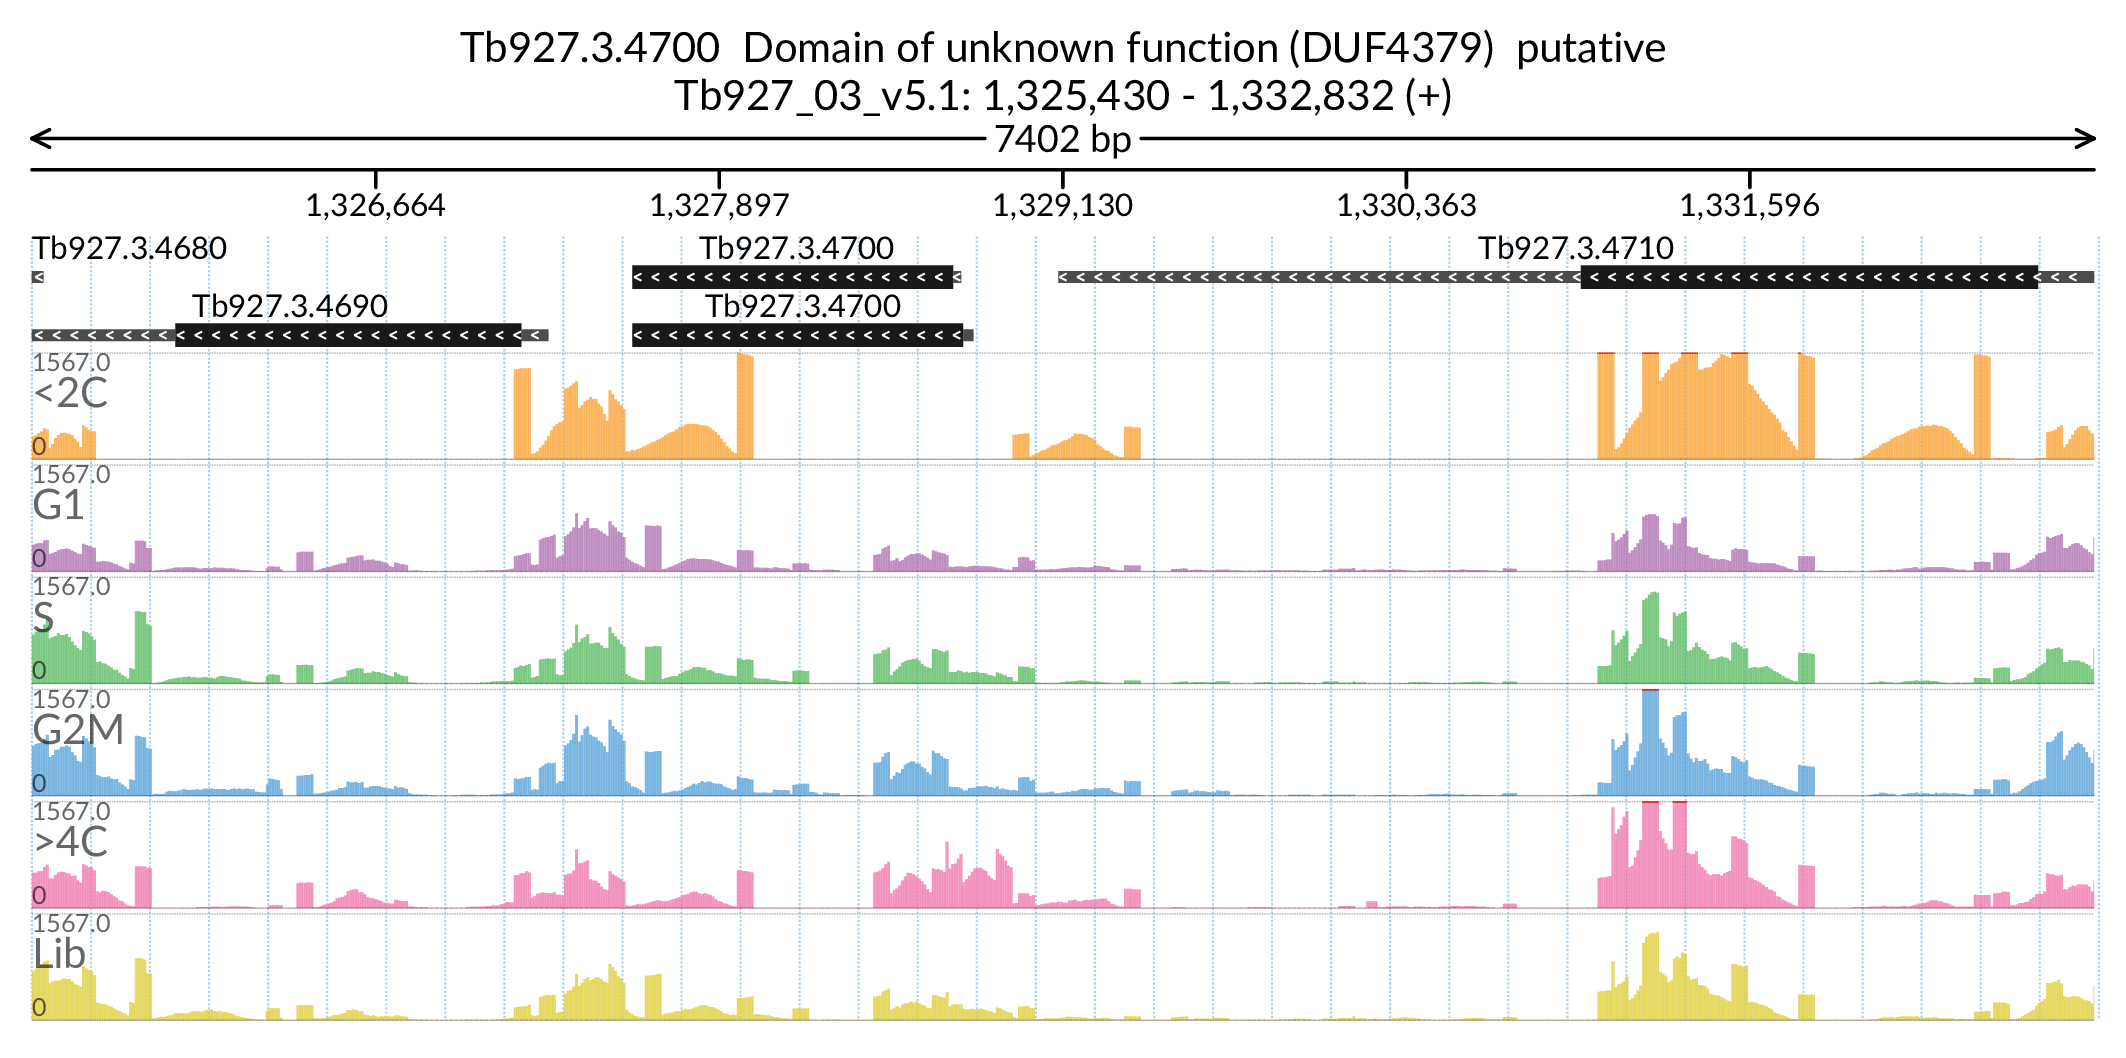 Tb927.3.4700  Domain of unknown function (DUF4379)  putative
Tb927_03_v5.1: 1,325,430 - 1,332,832 (+)
7402 bp
1,326,664 1,327,897 1,329,130 1,330,363 1,331,596
Tb927.3.4680 Tb927.3.4700 Tb927.3.4710
Tb927.3.4690 Tb927.3.4700
1567.0
<2C
0
1567.0
G1
0
1567.0
S
0
1567.0
G2M
0
1567.0
>4C
0
1567.0
Lib
0